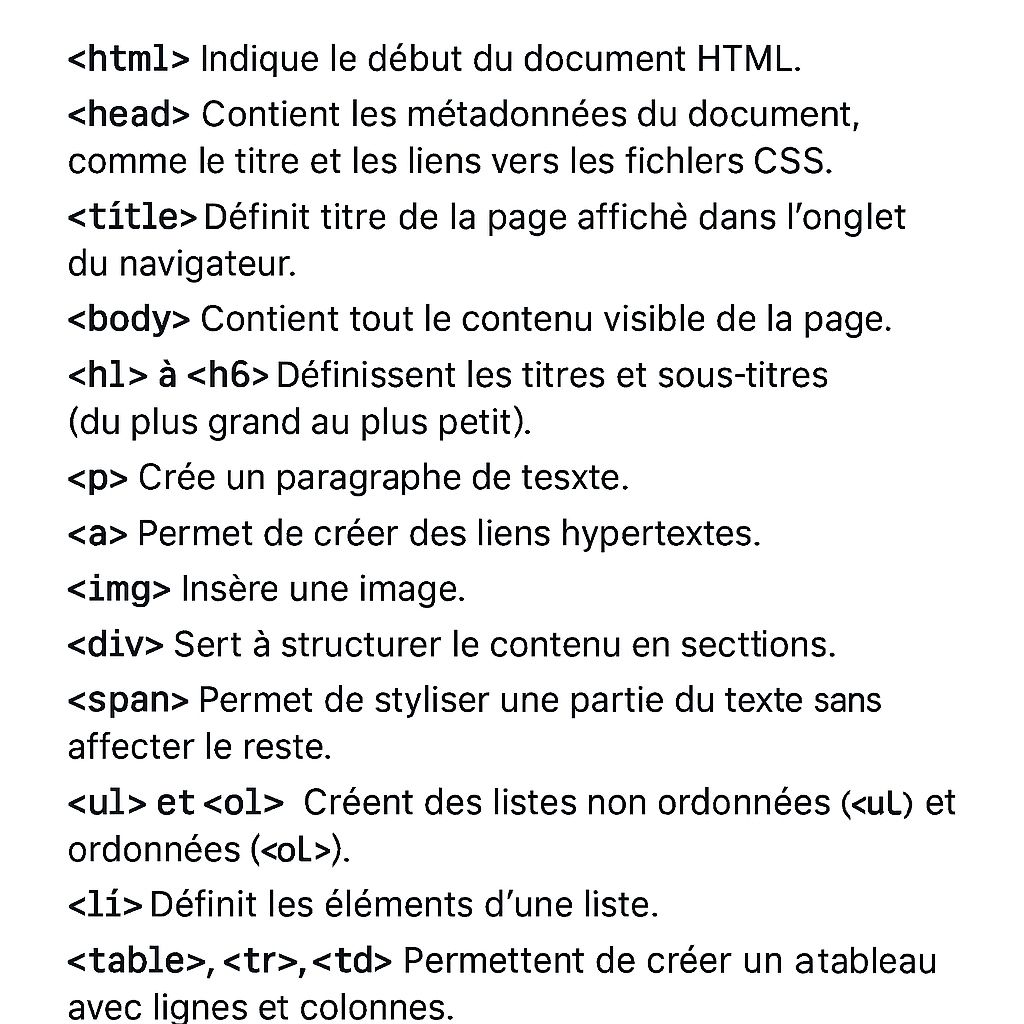 <html> Indique le début du document HTML.
<head> Contient les métadonnées du document,
comme le titre et les liens vers les fichlers CSS.
<títle> Définit titre de la page affichè dans l’onglet
du navigateur.
<body> Contient tout le contenu visible de la page.
<hl> à <h6> Définissent les titres et sous-titres
(du plus grand au plus petit).
<p> Crée un paragraphe de tesxte.
<a> Permet de créer des liens hypertextes.
<img> Insère une image.
<div> Sert à structurer le contenu en secttions.
<span> Permet de styliser une partie du texte sans
affecter le reste.
<ul> et <ol> Créent des listes non ordonnées (<uL) et
ordonnées (<oL>).
<lí> Définit les éléments d’une liste.
<table>, <tr>, <td> Permettent de créer un atableau
avec lignes et colonnes.